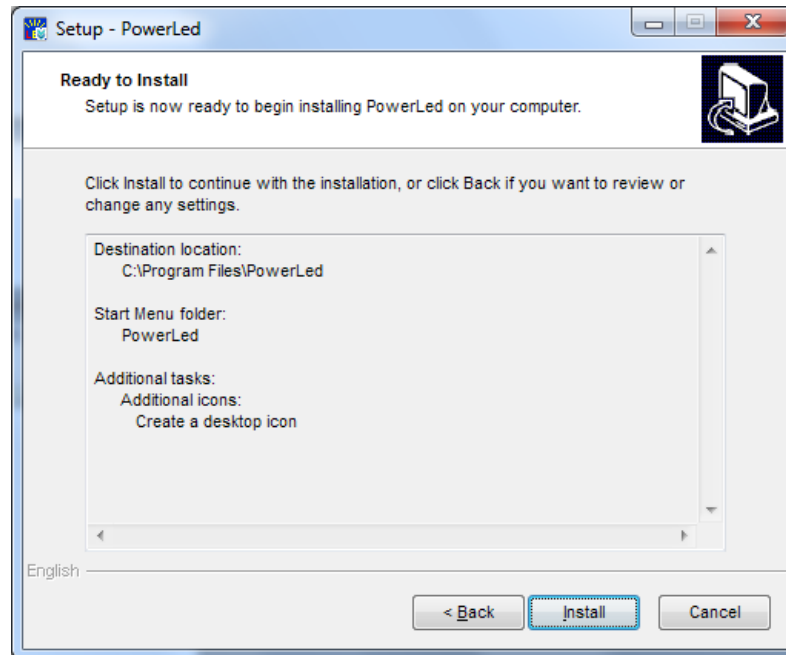 Setup - PowerLed
Ready to Install
Setup is now ready to begin installing PowerLed on your computer.
Click Install to continue with the installation, or click Back if you want to review or
change any settings.
Destination location:
C:\Program Files\PowerLed
Start Menu folder:
PowerLed
Additional tasks:
Additional icons:
Create a desktop icon
English
< Back
Install
Cancel